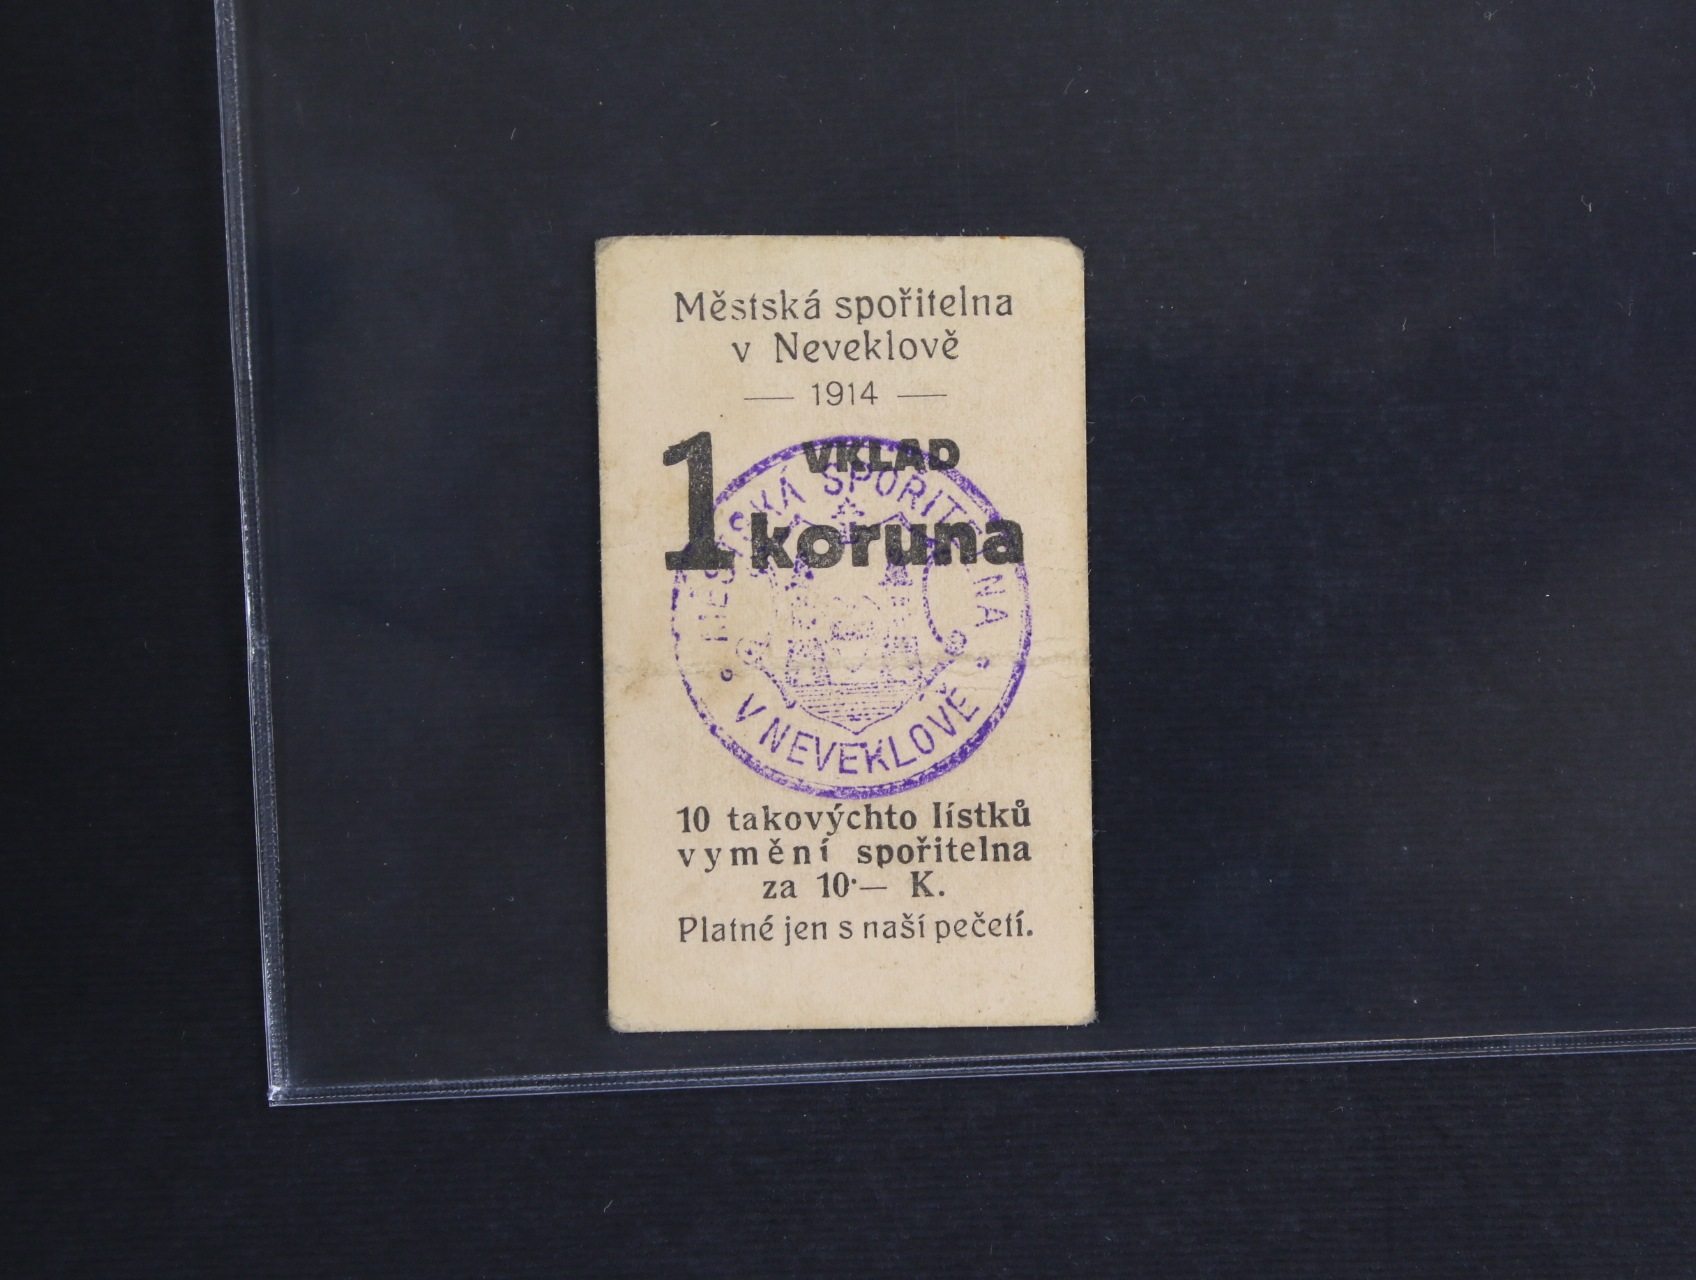 Městská spořitelna
v Neveklově
— 1914 —
1 VKLAD
koruna
MĚSTSKÁ SPOŘITELNA
V NEVEKLOVĚ
10 takovýchto lístků
vymění spořitelna
za 10·— K.
Platné jen s naší pečetí.